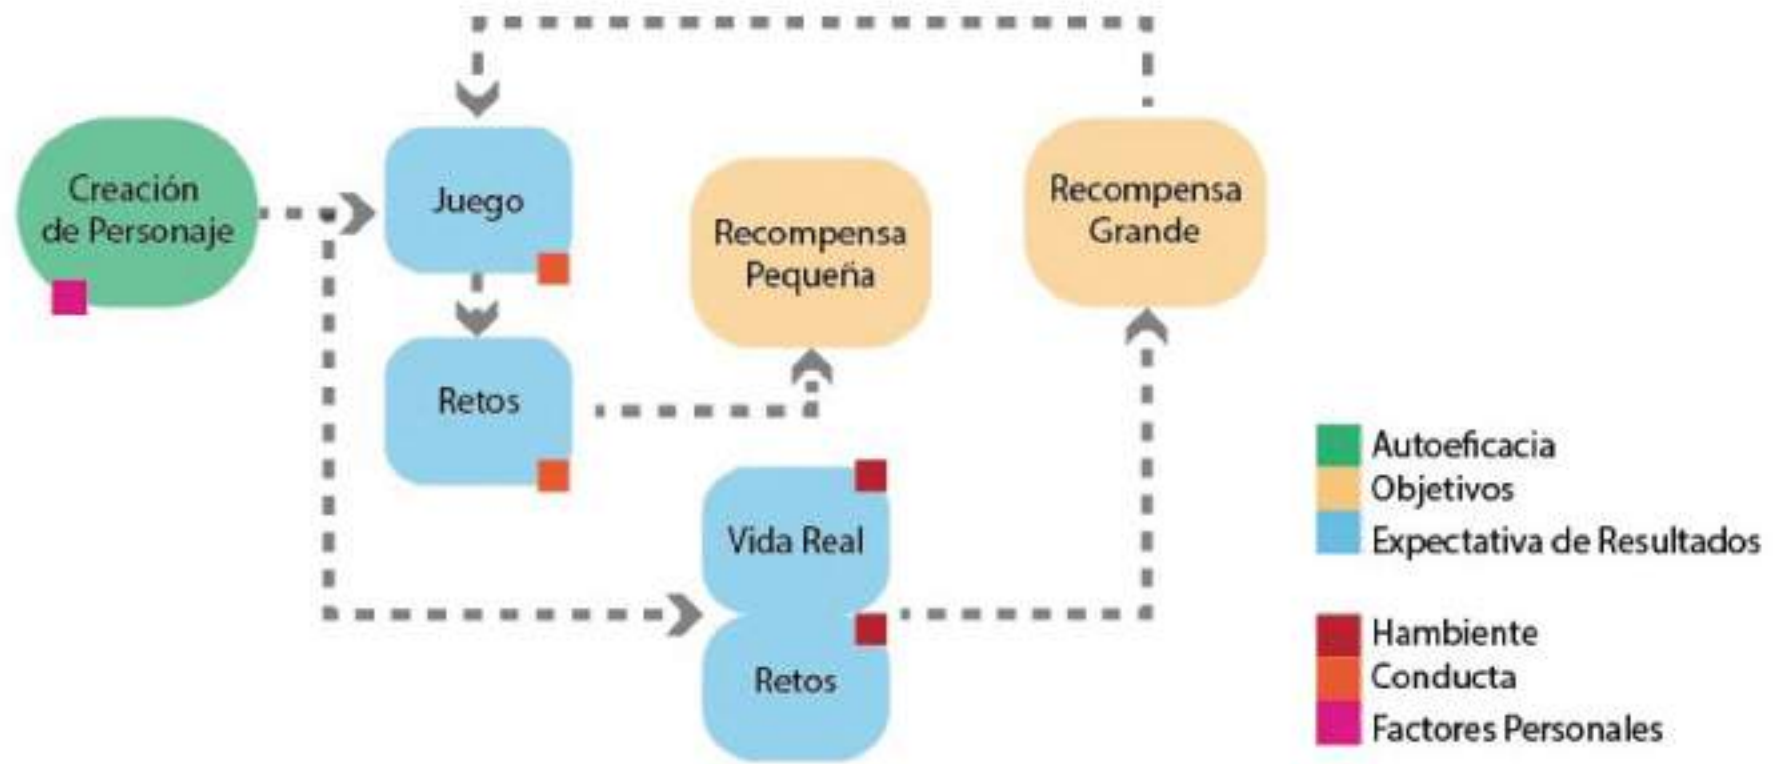 Creación
de Personaje
Juego
Retos
Recompensa
Pequeña
Recompensa
Grande
Vida Real
Retos
Autoeficacia
Objetivos
Expectativa de Resultados
Hambiente
Conducta
Factores Personales